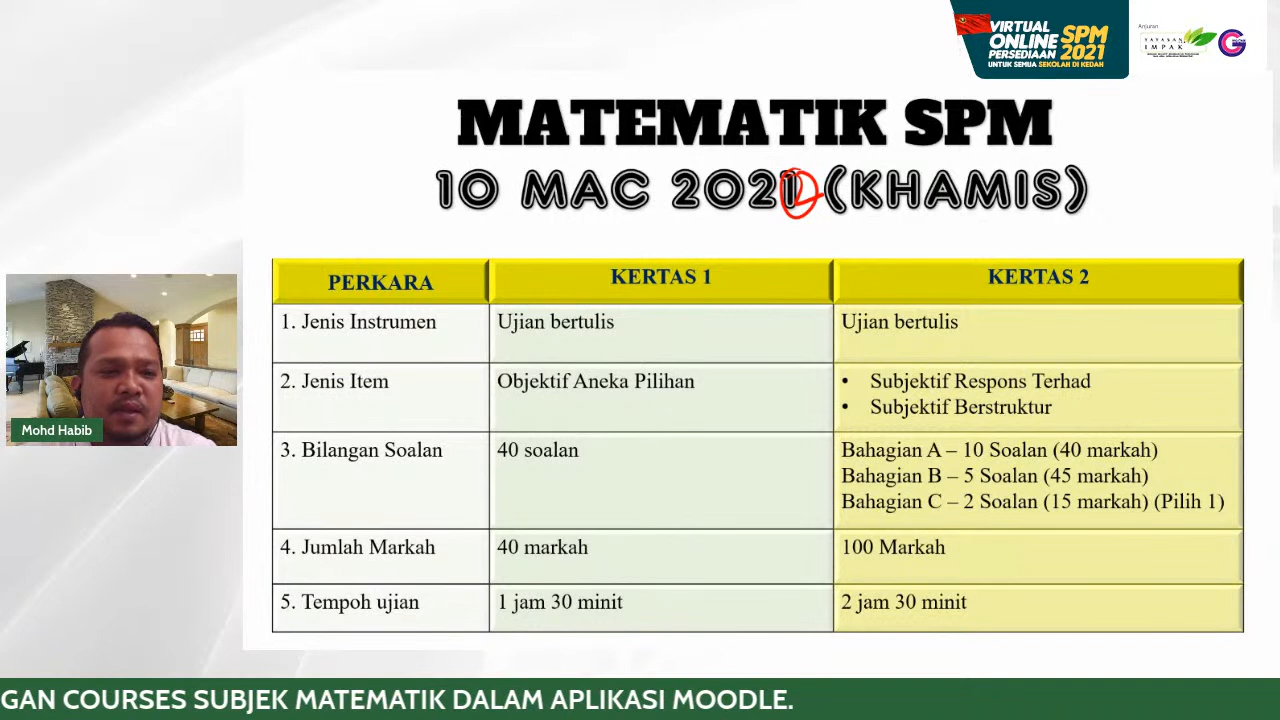 VIRTUAL
ONLINE
PERSEDIAAN
SPM
2021
UNTUK SEMUA SEKOLAH DI KEDAH
Anjuran
YAYASAN
IMPAK
MATEMATIK SPM
10 MAC 2021 (KHAMIS)
2
PERKARA
KERTAS 1
KERTAS 2
1. Jenis Instrumen
Ujian bertulis
Ujian bertulis
2. Jenis Item
Objektif Aneka Pilihan
• Subjektif Respons Terhad
• Subjektif Berstruktur
3. Bilangan Soalan
40 soalan
Bahagian A – 10 Soalan (40 markah)
Bahagian B – 5 Soalan (45 markah)
Bahagian C – 2 Soalan (15 markah) (Pilih 1)
4. Jumlah Markah
40 markah
100 Markah
5. Tempoh ujian
1 jam 30 minit
2 jam 30 minit
Mohd Habib
GAN COURSES SUBJEK MATEMATIK DALAM APLIKASI MOODLE.